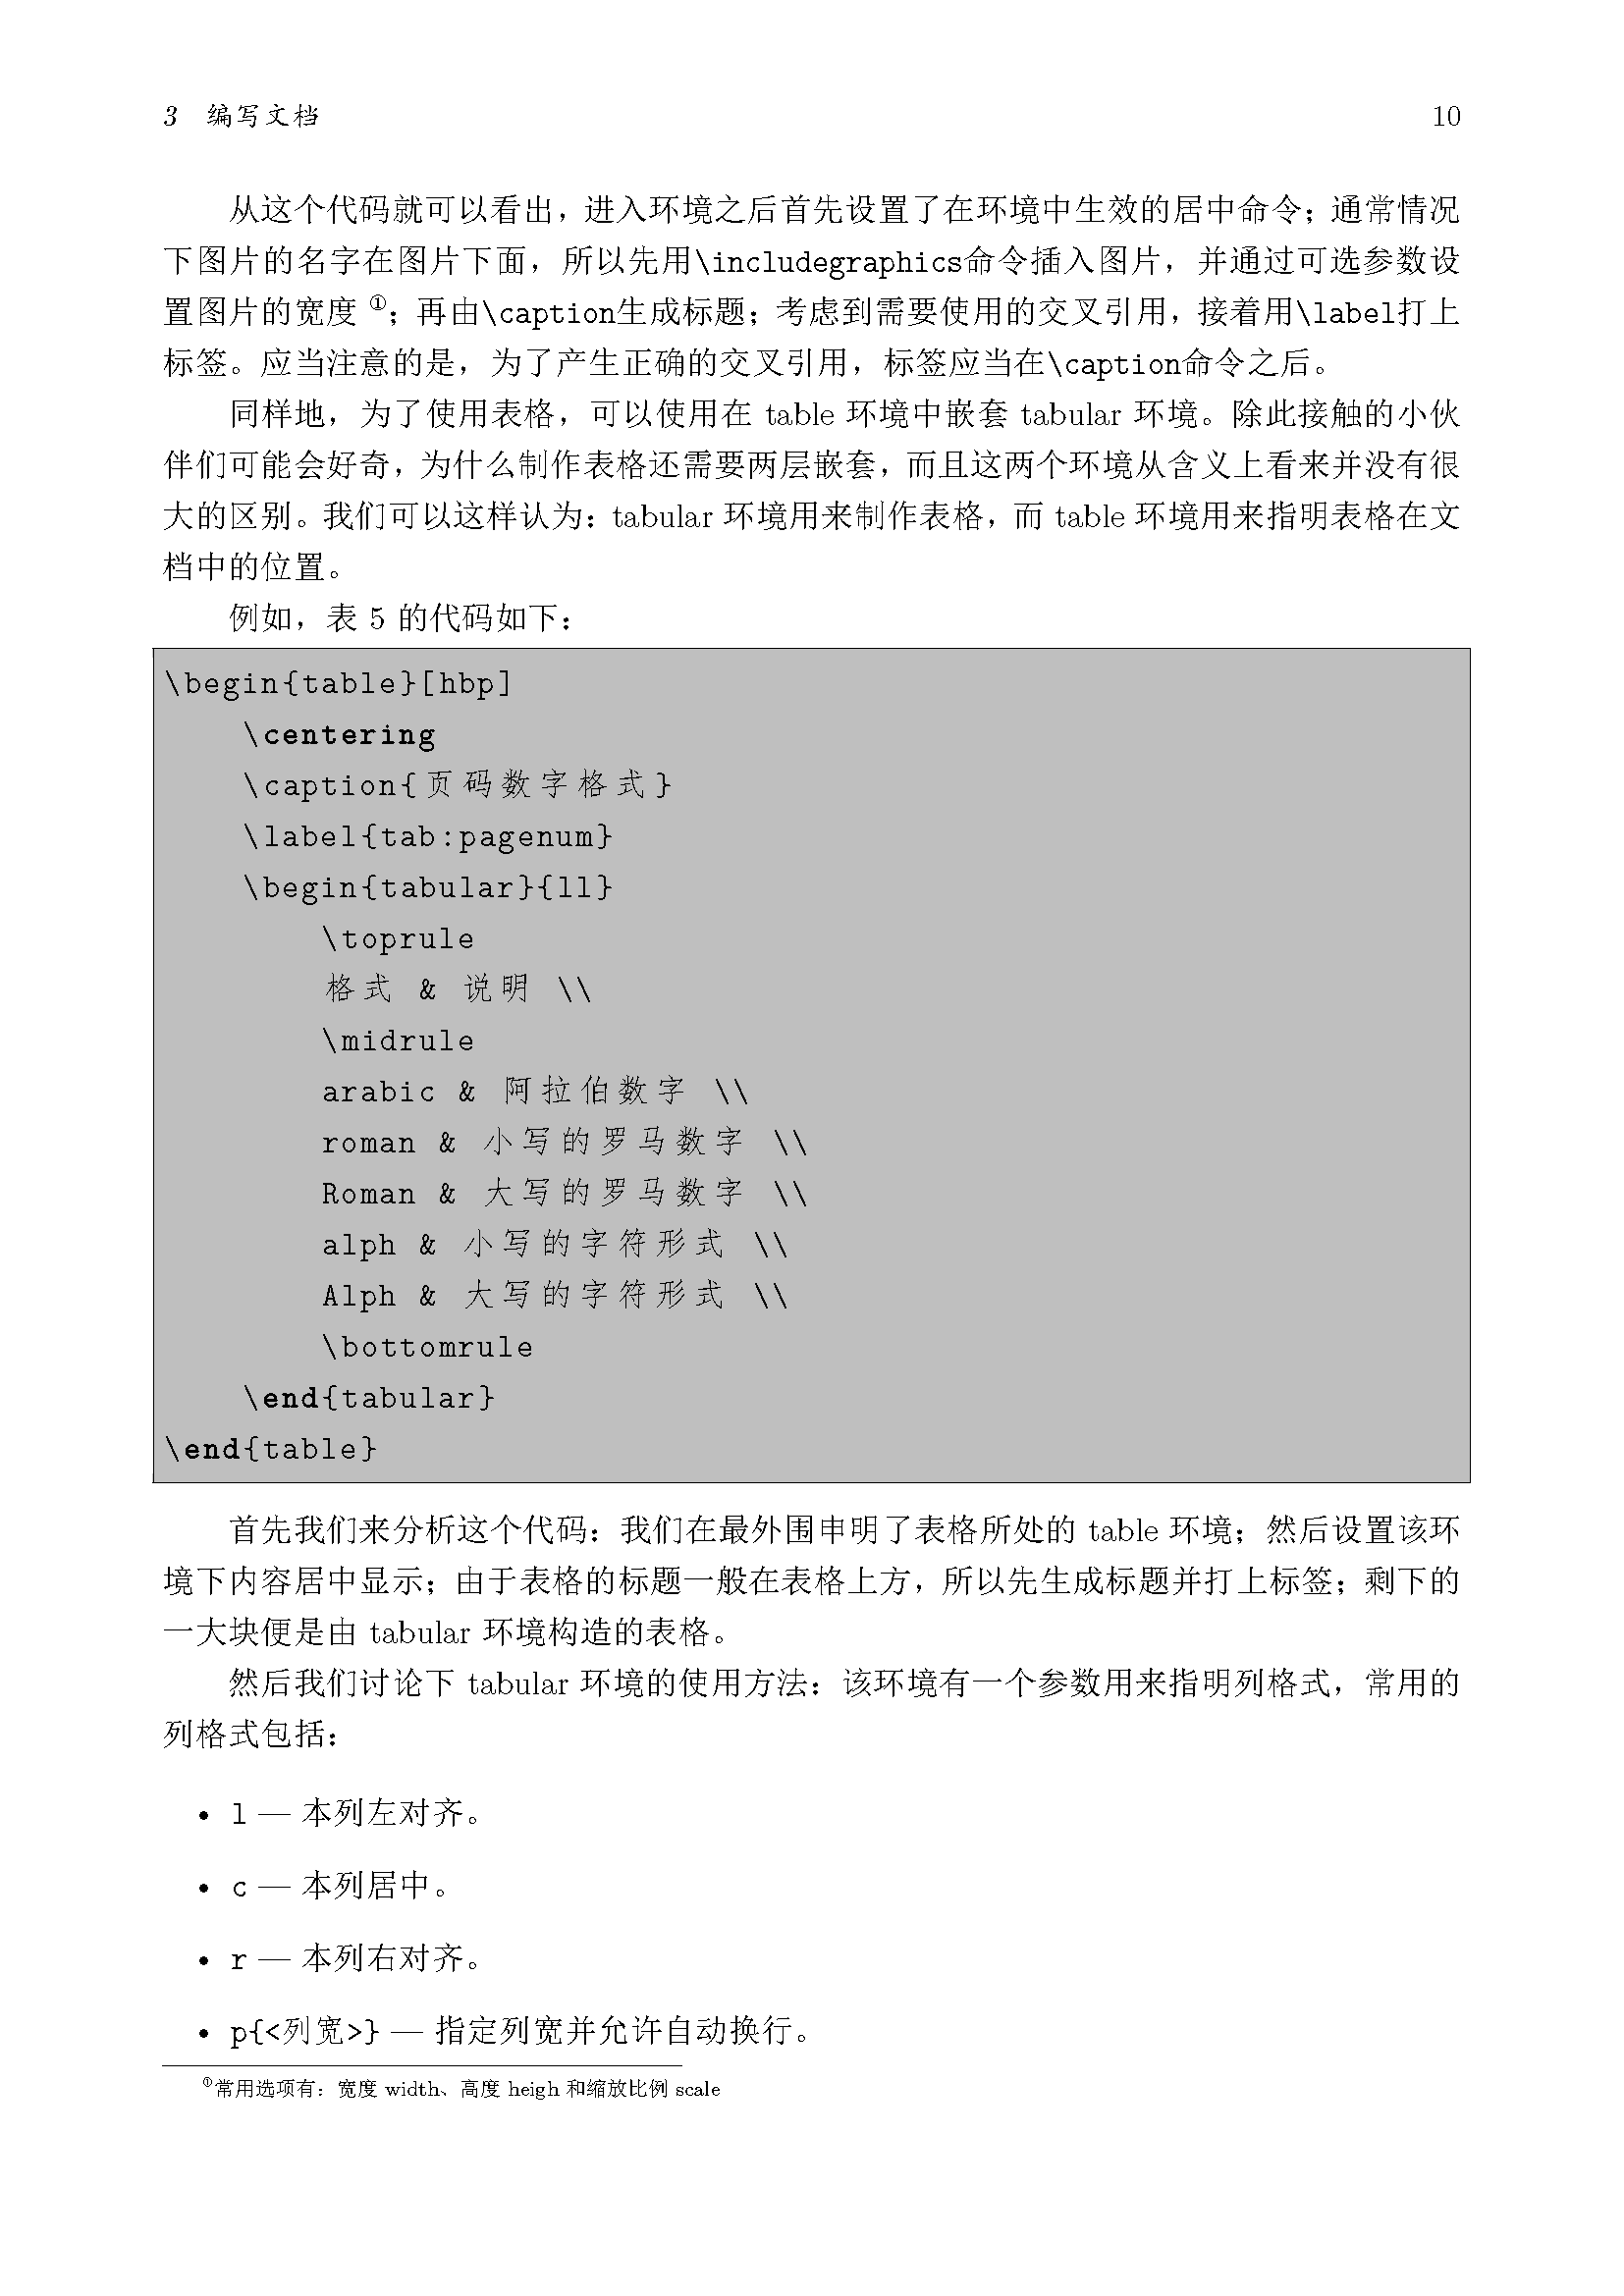 3 编写文档 10
从这个代码就可以看出，进入环境之后首先设置了在环境中生效的居中命令；通常情况
下图片的名字在图片下面，所以先用\includegraphics命令插入图片，并通过可选参数设
置图片的宽度 ①；再由\caption生成标题；考虑到需要使用的交叉引用，接着用\label打上
标签。应当注意的是，为了产生正确的交叉引用，标签应当在\caption命令之后。
同样地，为了使用表格，可以使用在 table 环境中嵌套 tabular 环境。除此接触的小伙
伴们可能会好奇，为什么制作表格还需要两层嵌套，而且这两个环境从含义上看来并没有很
大的区别。我们可以这样认为：tabular 环境用来制作表格，而 table 环境用来指明表格在文
档中的位置。
例如，表 5 的代码如下：
\begin{table}[hbp]
\centering
\caption{页码数字格式}
\label{tab:pagenum}
\begin{tabular}{ll}
\toprule
格式 & 说明 \\
\midrule
arabic & 阿拉伯数字 \\
roman & 小写的罗马数字 \\
Roman & 大写的罗马数字 \\
alph & 小写的字符形式 \\
Alph & 大写的字符形式 \\
\bottomrule
\end{tabular}
\end{table}
首先我们来分析这个代码：我们在最外围申明了表格所处的 table 环境；然后设置该环
境下内容居中显示；由于表格的标题一般在表格上方，所以先生成标题并打上标签；剩下的
一大块便是由 tabular 环境构造的表格。
然后我们讨论下 tabular 环境的使用方法：该环境有一个参数用来指明列格式，常用的
列格式包括：
• l — 本列左对齐。
• c — 本列居中。
• r — 本列右对齐。
• p{<列宽>} — 指定列宽并允许自动换行。
①常用选项有：宽度 width、高度 heigh 和缩放比例 scale